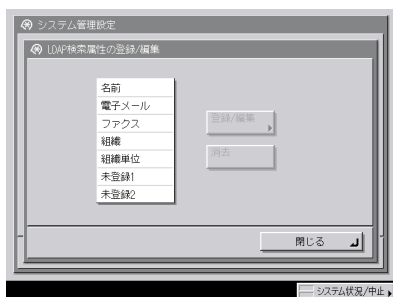 システム管理設定
LDAP検索属性の登録/編集
名前
電子メール
ファクス
組織
組織単位
未登録1
未登録2
登録/編集
消去
閉じる
システム状況/中止